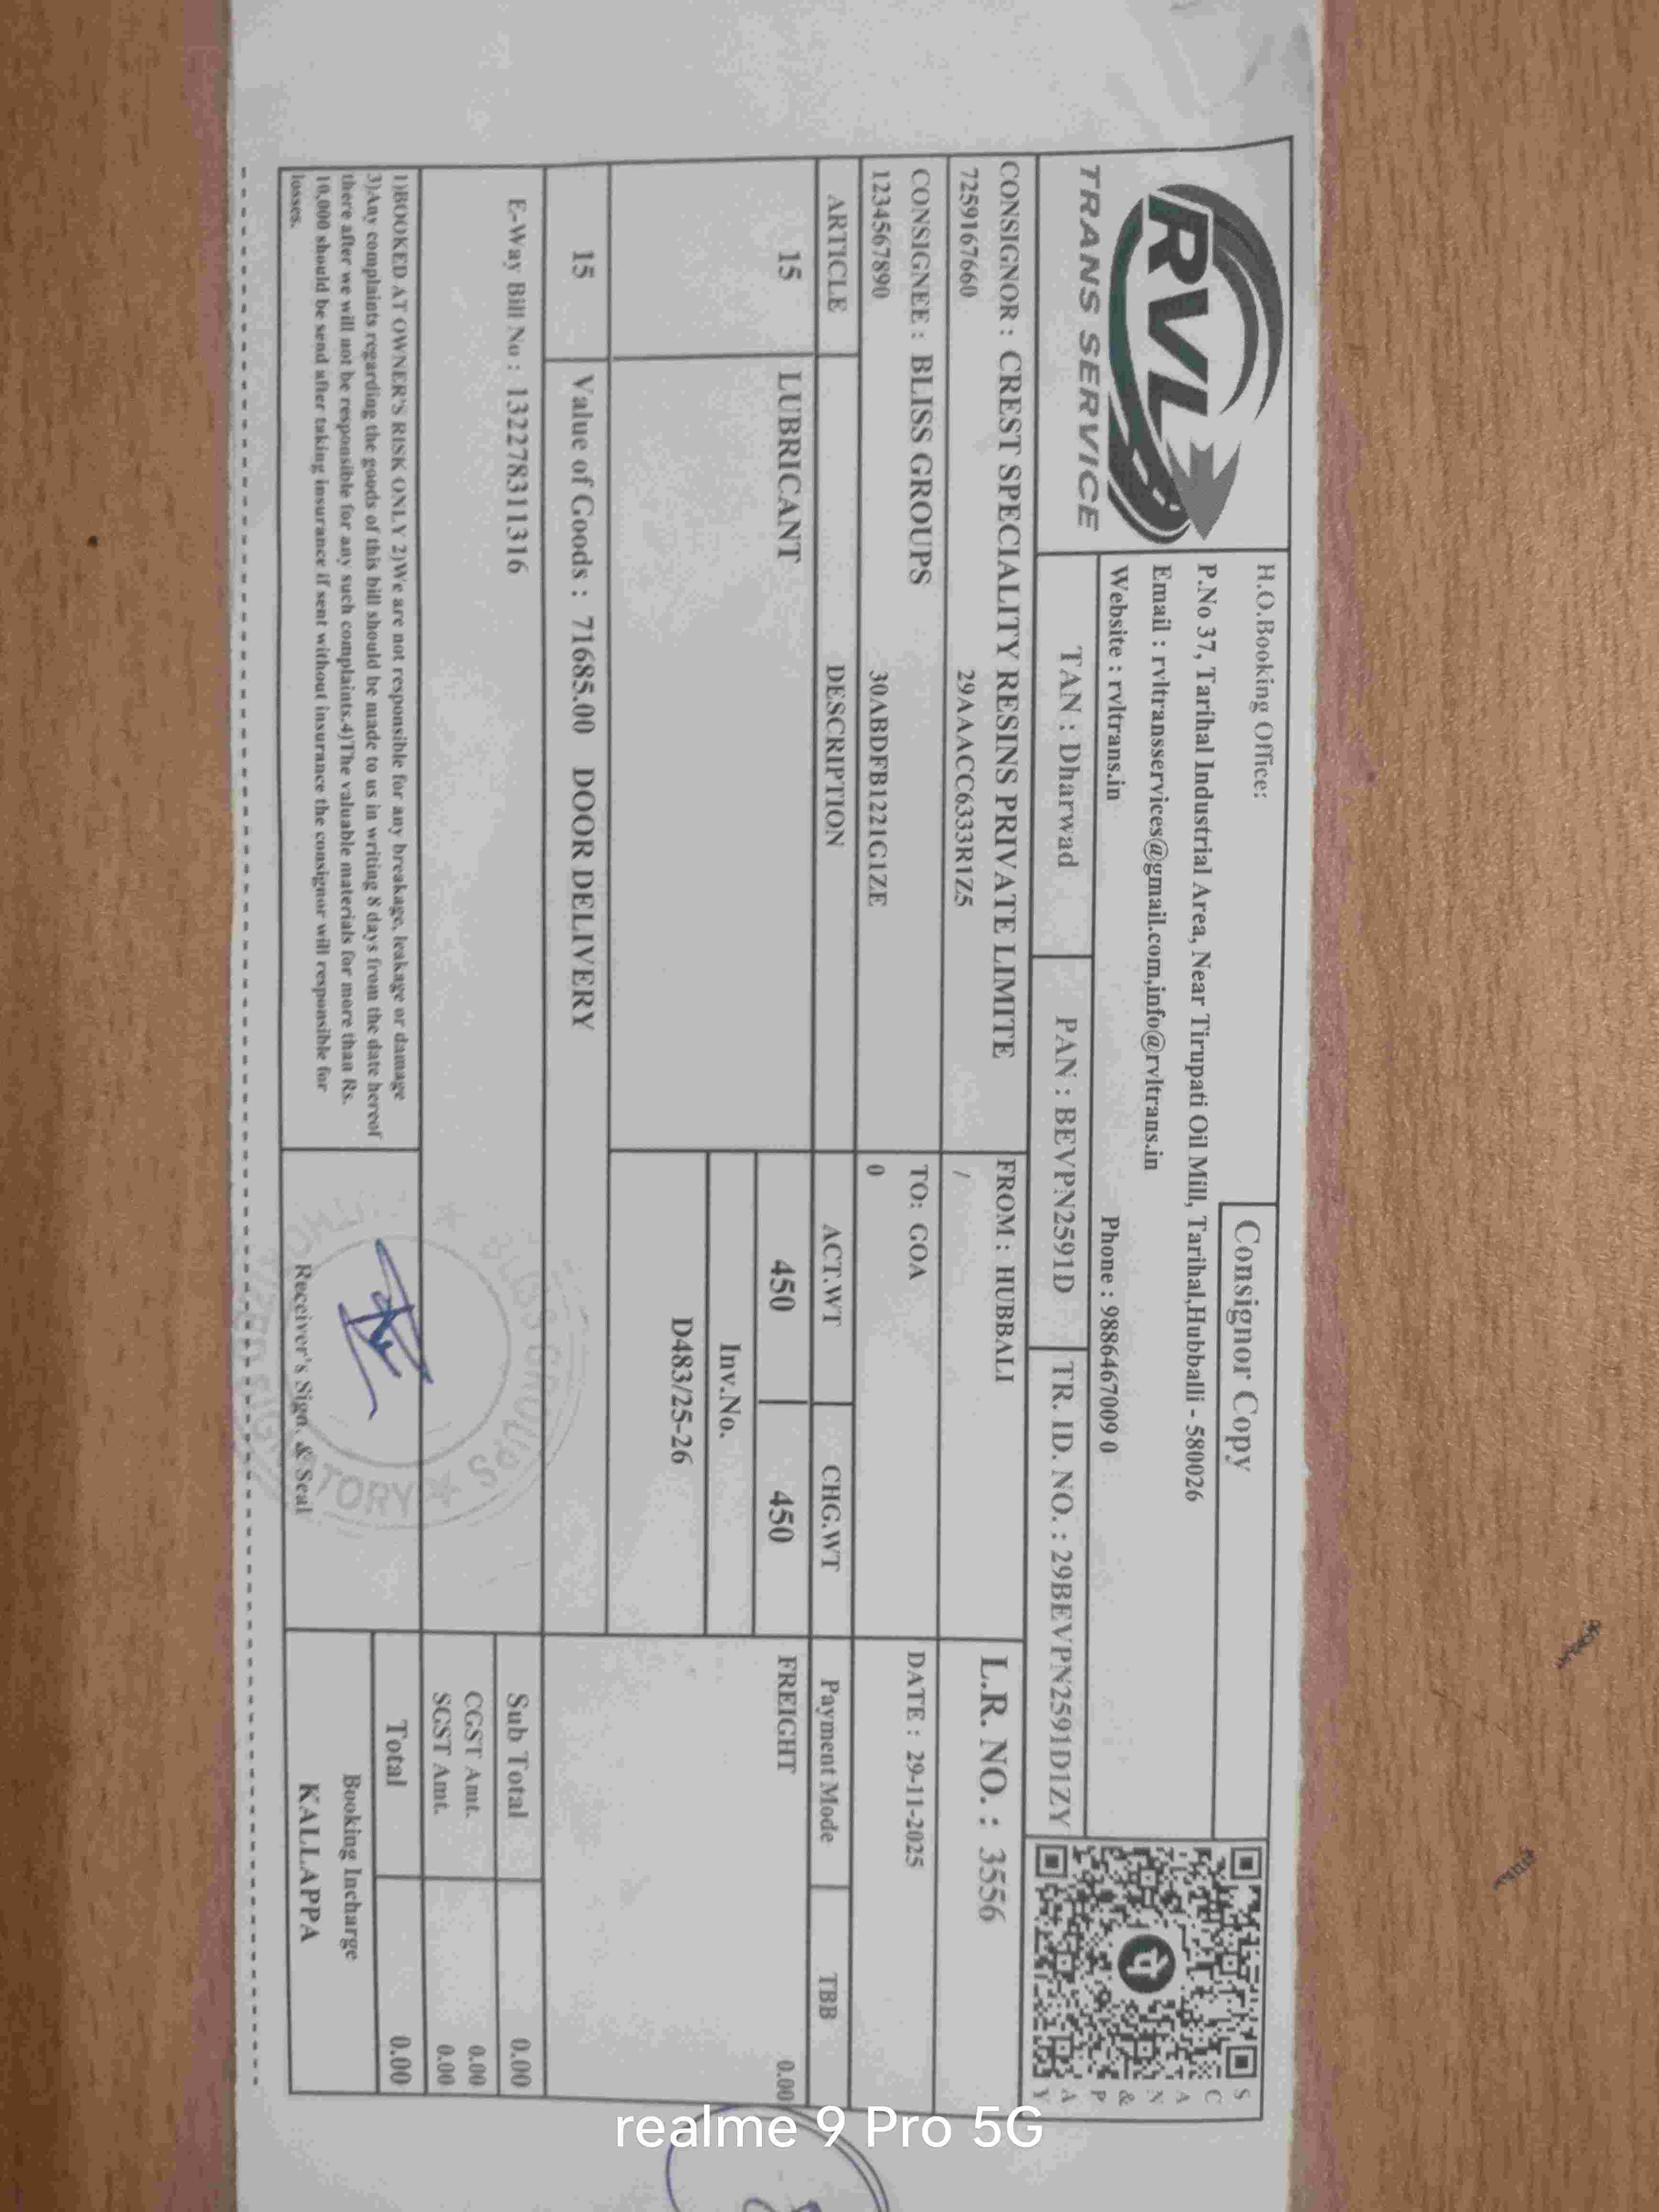 RVL
TRANS SERVICE
H.O.Booking Office:
Consignor Copy
P.No 37, Tarihal Industrial Area, Near Tirupati Oil Mill, Tarihal,Hubballi - 580026
Email : rvltransservices@gmail.com,info@rvltrans.in
Website : rvltrans.in Phone : 9886467009 0
SCAN & PAY
TAN : Dharwad PAN : BEVPN2591D TR. ID. NO. : 29BEVPN2591D1ZY
CONSIGNOR : CREST SPECIALITY RESINS PRIVATE LIMITE FROM : HUBBALI L.R. NO. : 3556
7259167660 29AAACC6333R1Z5 /
CONSIGNEE : BLISS GROUPS TO: GOA DATE : 29-11-2025
1234567890 30ABDFB1221G1ZE 0
ARTICLE DESCRIPTION ACT.WT CHG.WT Payment Mode TBB
15 LUBRICANT 450 450 FREIGHT 0.00
Inv.No.
D483/25-26
15 Value of Goods : 71685.00 DOOR DELIVERY
E-Way Bill No : 132278311316 Sub Total 0.00
CGST Amt. 0.00
SGST Amt. 0.00
1)BOOKED AT OWNER'S RISK ONLY 2)We are not responsible for any breakage, leakage or damage
3)Any complaints regarding the goods of this bill should be made to us in writing 8 days from the date hereof
there after we will not be responsible for any such complaints.4)The valuable materials for more than Rs.
10,000 should be send after taking insurance if sent without insurance the consignor will responsible for
losses.
Total 0.00
BLISS GROUP
SIGNATORY
Receiver's Sign. & Seal
Booking Incharge
KALLAPPA
realme 9 Pro 5G